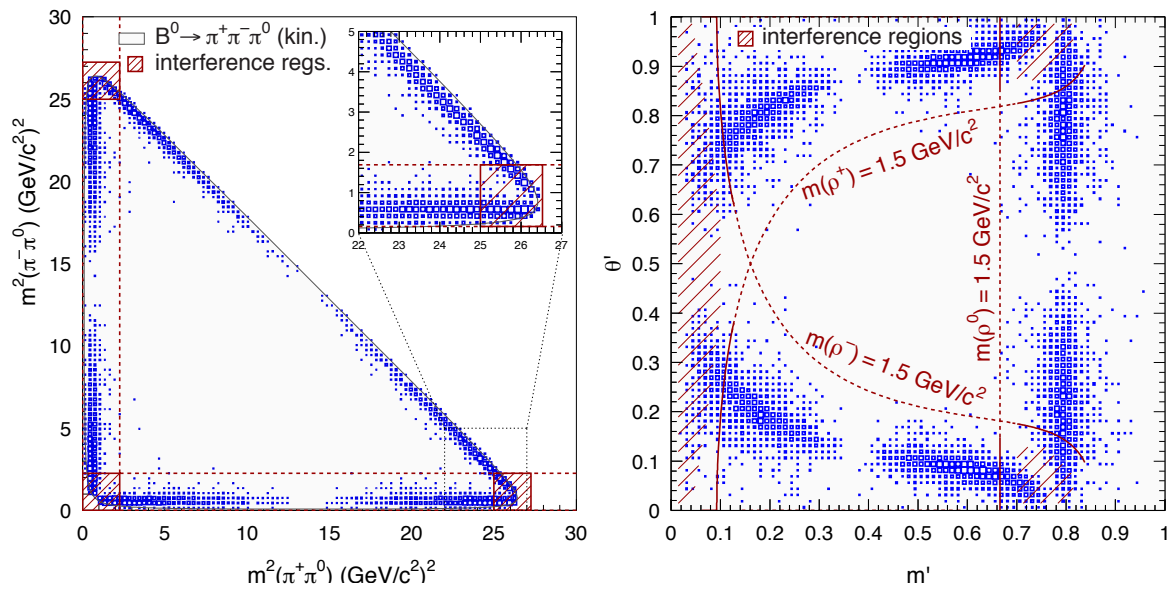 B⁰→ π⁺π⁻π⁰ (kin.)
interference regs.
m²(π⁻π⁰) (GeV/c²)²
30
25
20
15
10
5
0
0 5 10 15 20 25 30
m²(π⁺π⁰) (GeV/c²)²
5
4
3
2
1
0
22 23 24 25 26 27
interference regions
θ'
1
0.9
0.8
0.7
0.6
0.5
0.4
0.3
0.2
0.1
0
0 0.1 0.2 0.3 0.4 0.5 0.6 0.7 0.8 0.9 1
m'
m(ρ⁺) = 1.5 GeV/c²
m(ρ⁰) = 1.5 GeV/c²
m(ρ⁻) = 1.5 GeV/c²